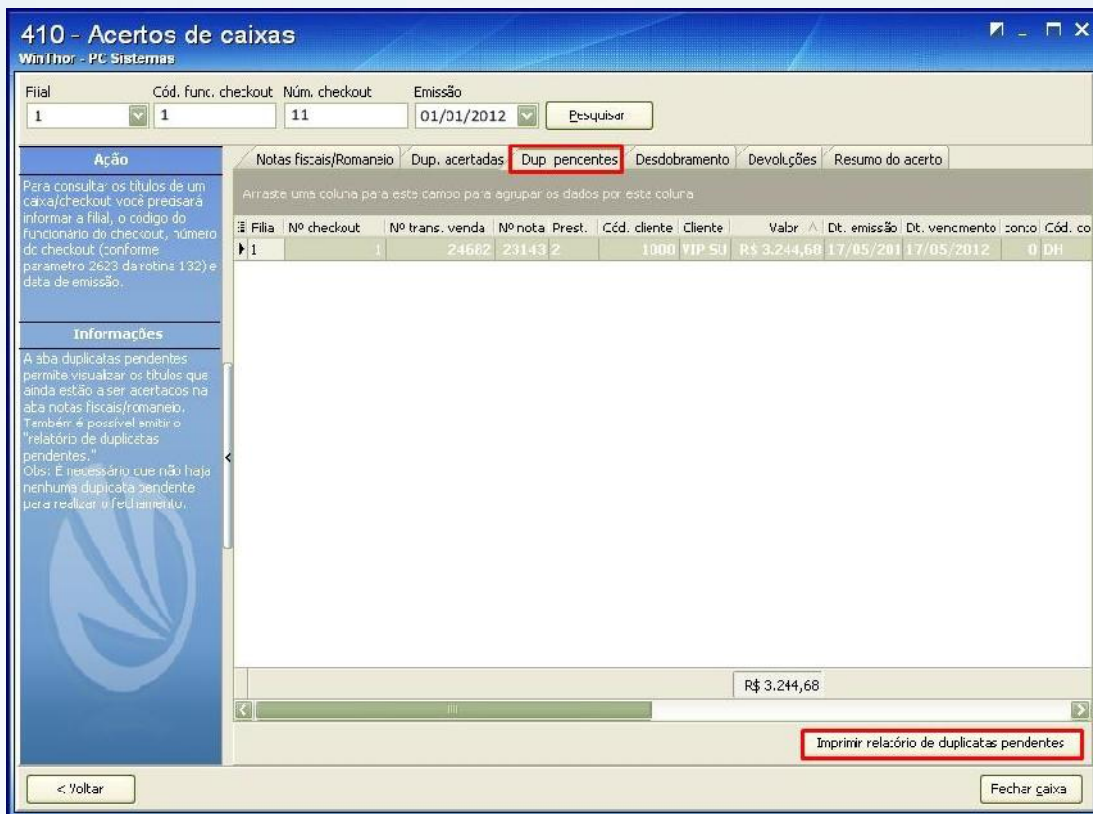 410 - Acertos de caixas
WinThor - PC Sistemas
Filial
Cód. func. checkout
Núm. checkout
Emissão
1
1
11
01/01/2012
Pesquisar
Ação
Para consultar os títulos de um
caixa/checkout você precisará
informar a filial, o código do
funcionário do checkout, número
do checkout (conforme
parametro 2623 da rotina 132) e
data de emissão.
Informações
A aba duplicatas pendentes
permite visualizar os títulos que
ainda estão a ser acertados na
aba notas fiscais/romaneio.
Também é possível emitir o
"relatório de duplicatas
pendentes."
Obs: É necessário que não haja
nenhuma duplicata pendente
para realizar o fechamento.
Notas fiscais/Romaneio
Dup. acertadas
Dup pencentes
Desdobramento
Devoluções
Resumo do acerto
Arraste uma coluna para este campo para agrupar os dados por este coluna
Filia Nº checkout Nº trans. venda Nº nota Prest. Cód. cliente Cliente Valor Dt. emissão Dt. vencmento Cód. co
1 1 24682 23143 2 1000 VIP SU R$ 3.244,68 17/05/201 17/05/2012 0 DH
R$ 3.244,68
Imprimir relatório de duplicatas pendentes
< Voltar
Fechar caixa